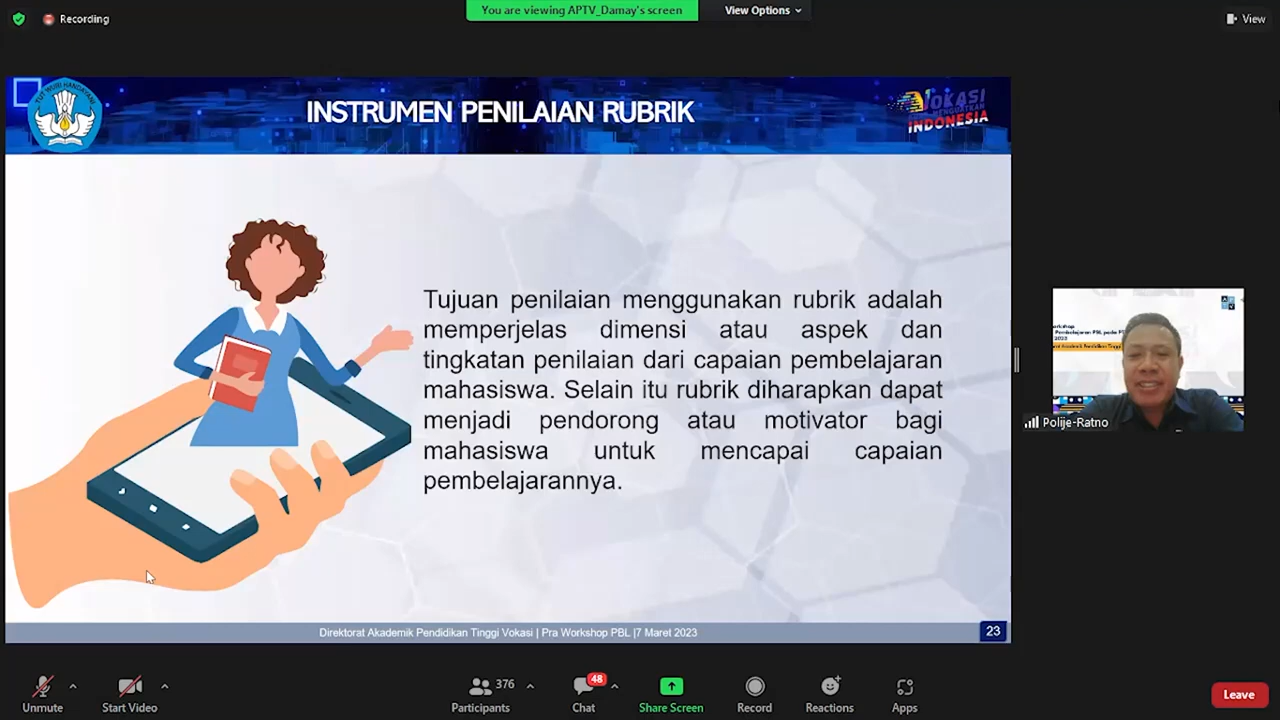 Recording
You are viewing APTV_Damay's screen
View Options
View
TUT WURI HANDAYANI
INSTRUMEN PENILAIAN RUBRIK
VOKASI
INDONESIA
Tujuan penilaian menggunakan rubrik adalah
memperjelas dimensi atau aspek dan
tingkatan penilaian dari capaian pembelajaran
mahasiswa. Selain itu rubrik diharapkan dapat
menjadi pendorong atau motivator bagi
mahasiswa untuk mencapai capaian
pembelajarannya.
Polije-Ratno
Direktorat Akademik Pendidikan Tinggi Vokasi | Pra Workshop PBL |7 Maret 2023
23
Unmute
Start Video
376
Participants
48
Chat
Share Screen
Record
Reactions
Apps
Leave